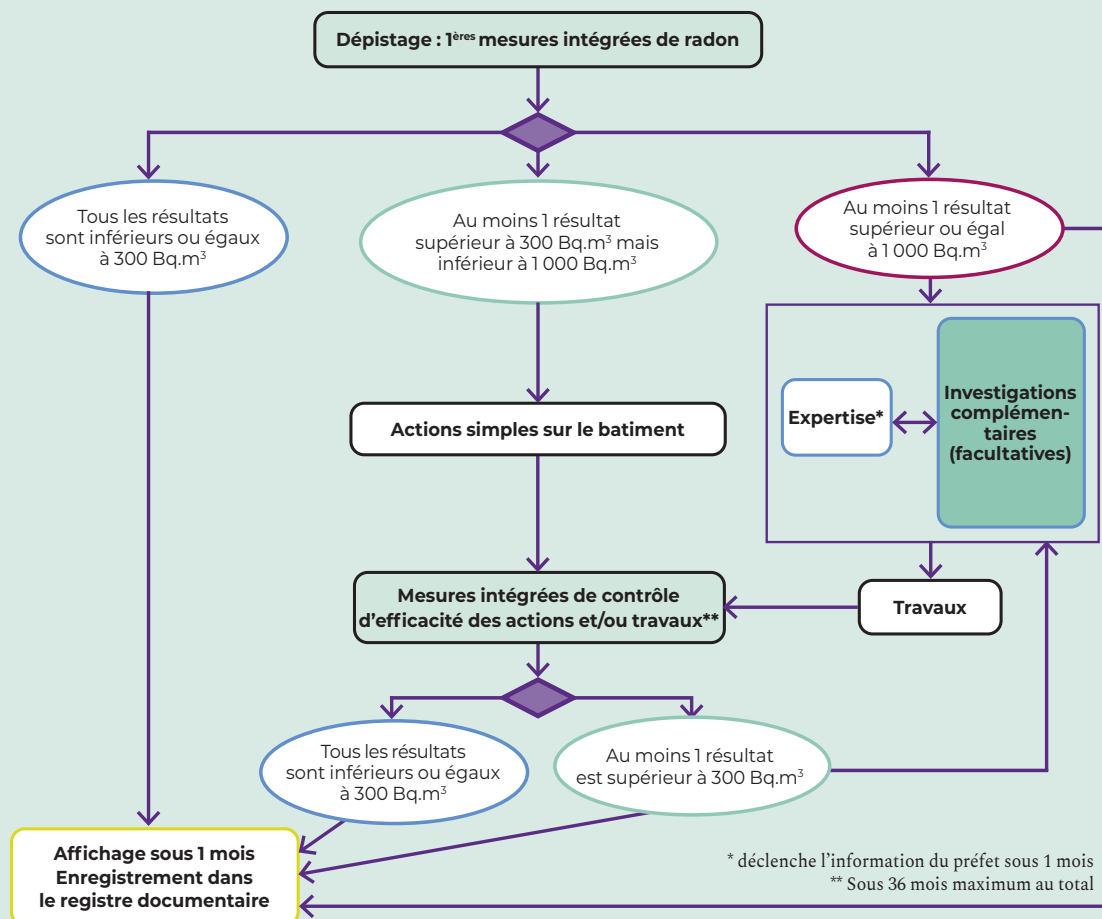 Dépistage : 1ères mesures intégrées de radon
Tous les résultats
sont inférieurs ou égaux
à 300 Bq.m³
Au moins 1 résultat
supérieur à 300 Bq.m³ mais
inférieur à 1 000 Bq.m³
Au moins 1 résultat
supérieur ou égal
à 1 000 Bq.m³
Expertise*
Investigations
complémen-
taires
(facultatives)
Actions simples sur le batiment
Mesures intégrées de contrôle
d'efficacité des actions et/ou travaux**
Travaux
Tous les résultats
sont inférieurs ou égaux
à 300 Bq.m³
Au moins 1 résultat
est supérieur à 300 Bq.m³
Affichage sous 1 mois
Enregistrement dans
le registre documentaire
* déclenche l'information du préfet sous 1 mois
** Sous 36 mois maximum au total